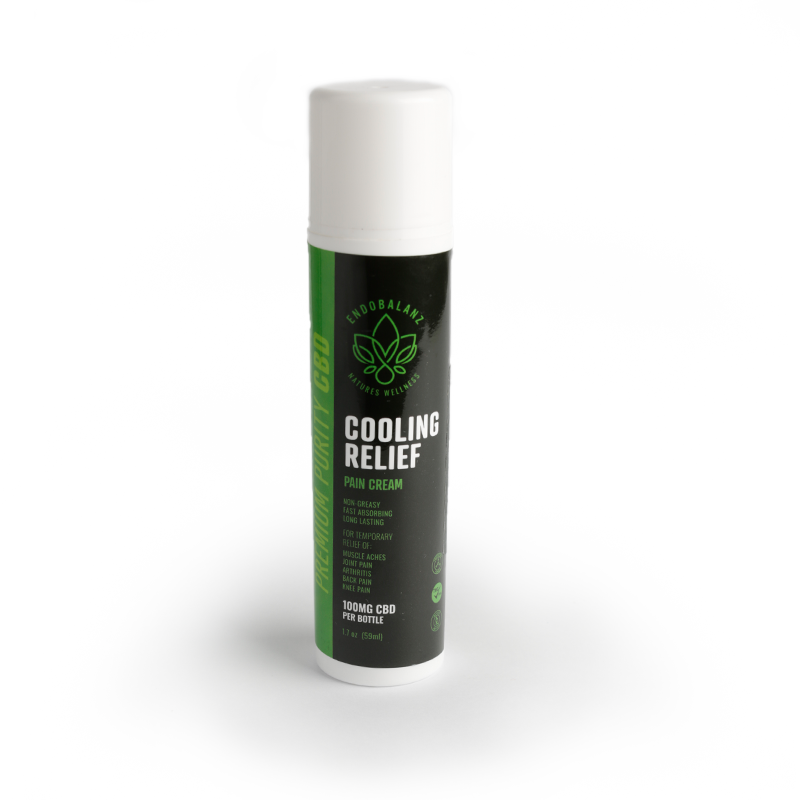 PREMIUM PURITY CBD
ENDOBALANZ
NATURES WELLNESS
COOLING
RELIEF
PAIN CREAM
NON-GREASY
FAST ABSORBING
LONG LASTING
FOR TEMPORARY
RELIEF OF:
MUSCLE ACHES
JOINT PAIN
ARTHRITIS
BACK PAIN
KNEE PAIN
100MG CBD
PER BOTTLE
1.7 oz (59ml)